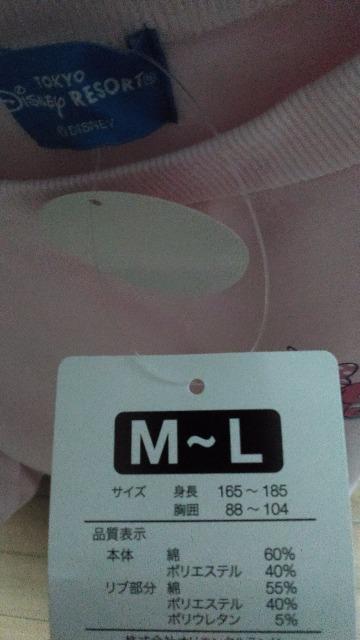 TOKYO
Disney RESORT®
©DISNEY
M~L
サイズ 身長 165～185
胸囲 88～104
品質表示
本体 綿 60%
ポリエステル 40%
リブ部分 綿 55%
ポリエステル 40%
ポリウレタン 5%